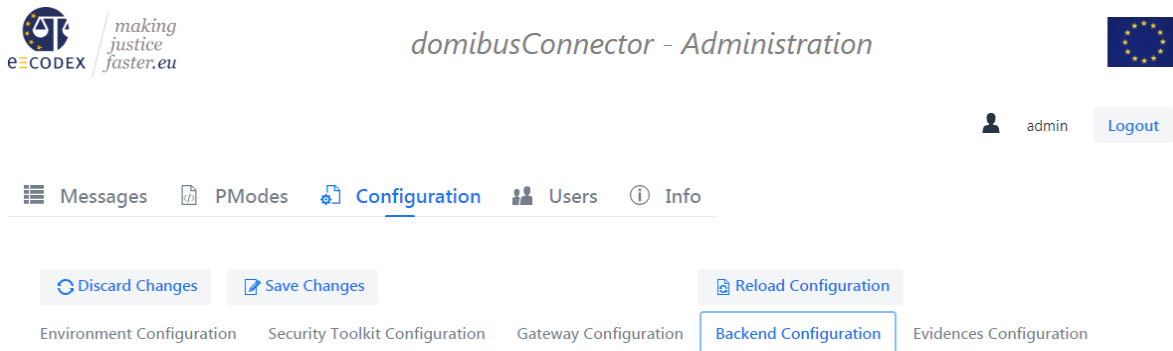 making
justice
faster.eu
e-CODEX
domibusConnector - Administration
admin Logout
Messages PModes Configuration Users Info
Discard Changes Save Changes Reload Configuration
Environment Configuration Security Toolkit Configuration Gateway Configuration Backend Configuration Evidences Configuration